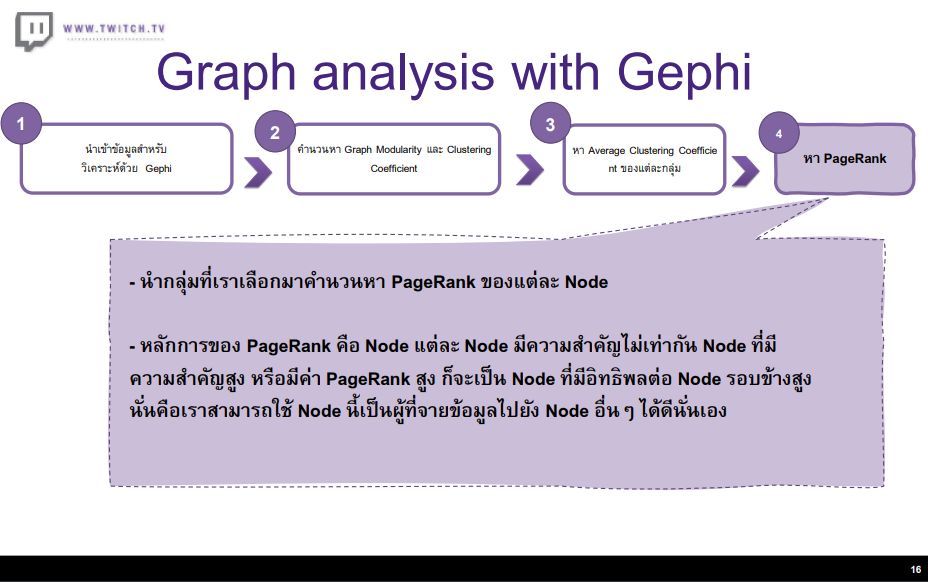 WWW.TWITCH.TV
Graph analysis with Gephi
1
นำเข้าข้อมูลสำหรับ
วิเคราะห์ด้วย Gephi
2
คำนวนหา Graph Modularity และ Clustering
Coefficient
3
หา Average Clustering Coefficie
nt ของแต่ละกลุ่ม
4
หา PageRank
- นำกลุ่มที่เราเลือกมาคำนวนหา PageRank ของแต่ละ Node
- หลักการของ PageRank คือ Node แต่ละ Node มีความสำคัญไม่เท่ากัน Node ที่มี
ความสำคัญสูง หรือมีค่า PageRank สูง ก็จะเป็น Node ที่มีอิทธิพลต่อ Node รอบข้างสูง
นั่นคือเราสามารถใช้ Node นี้เป็นผู้ที่จายข้อมูลไปยัง Node อื่น ๆ ได้ดีนั่นเอง
16